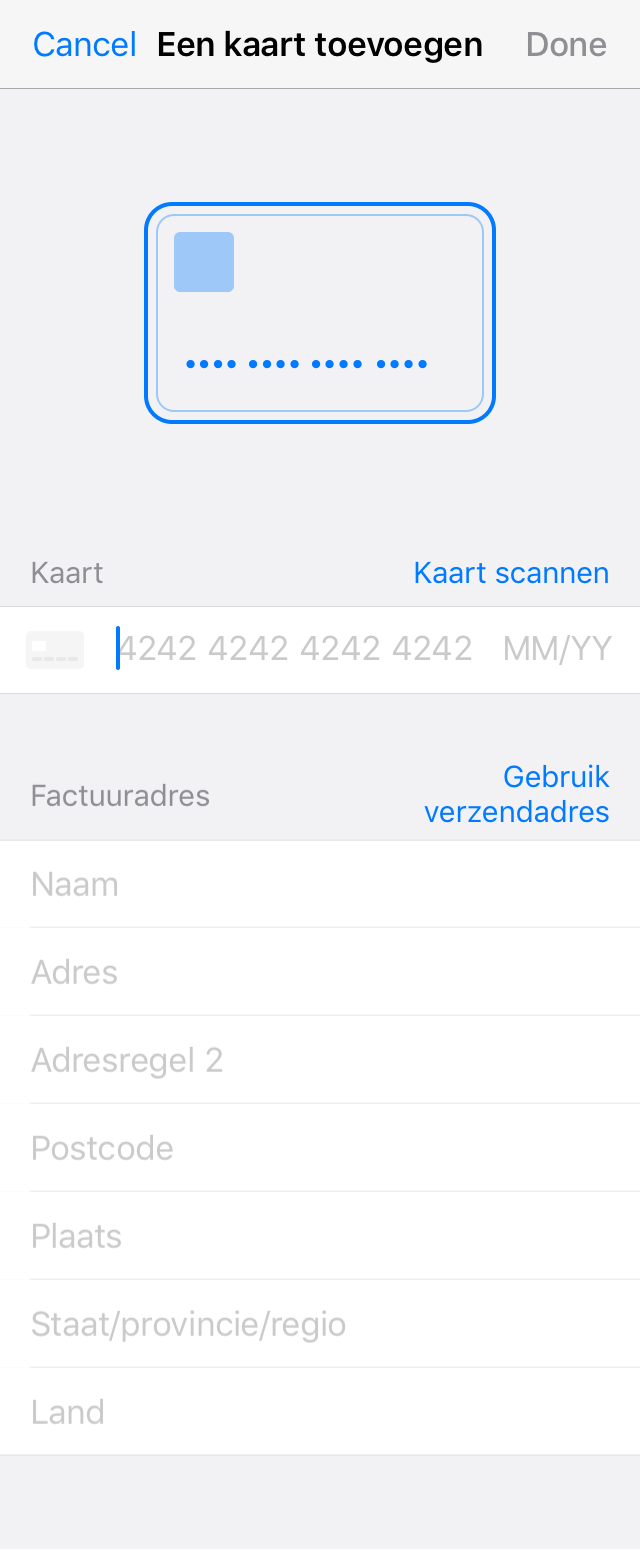 Cancel Een kaart toevoegen Done
Kaart Kaart scannen
4242 4242 4242 4242 MM/YY
Factuuradres Gebruik
verzendadres
Naam
Adres
Adresregel 2
Postcode
Plaats
Staat/provincie/regio
Land